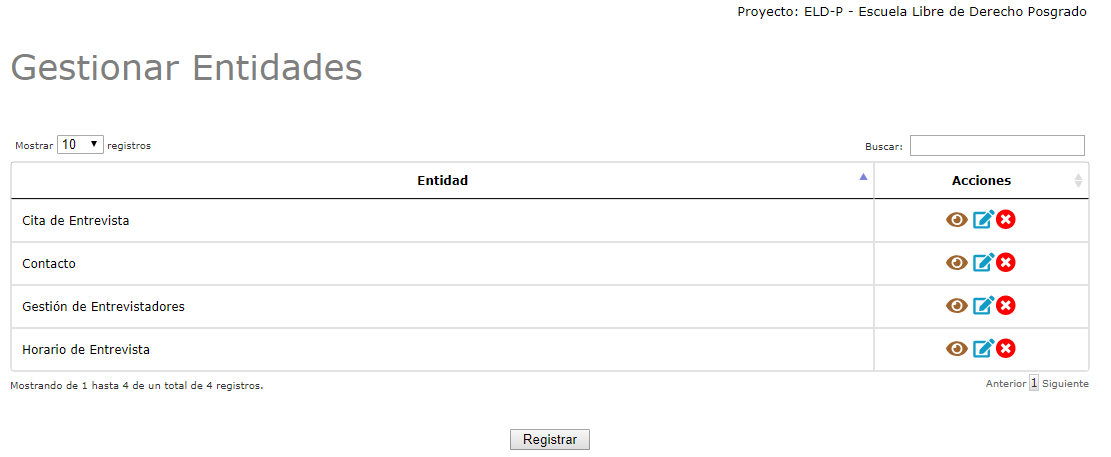 Proyecto: ELD-P - Escuela Libre de Derecho Posgrado
Gestionar Entidades
Mostrar 10 registros Buscar:
Entidad Acciones
Cita de Entrevista
Contacto
Gestión de Entrevistadores
Horario de Entrevista
Mostrando de 1 hasta 4 de un total de 4 registros. Anterior 1 Siguiente
Registrar